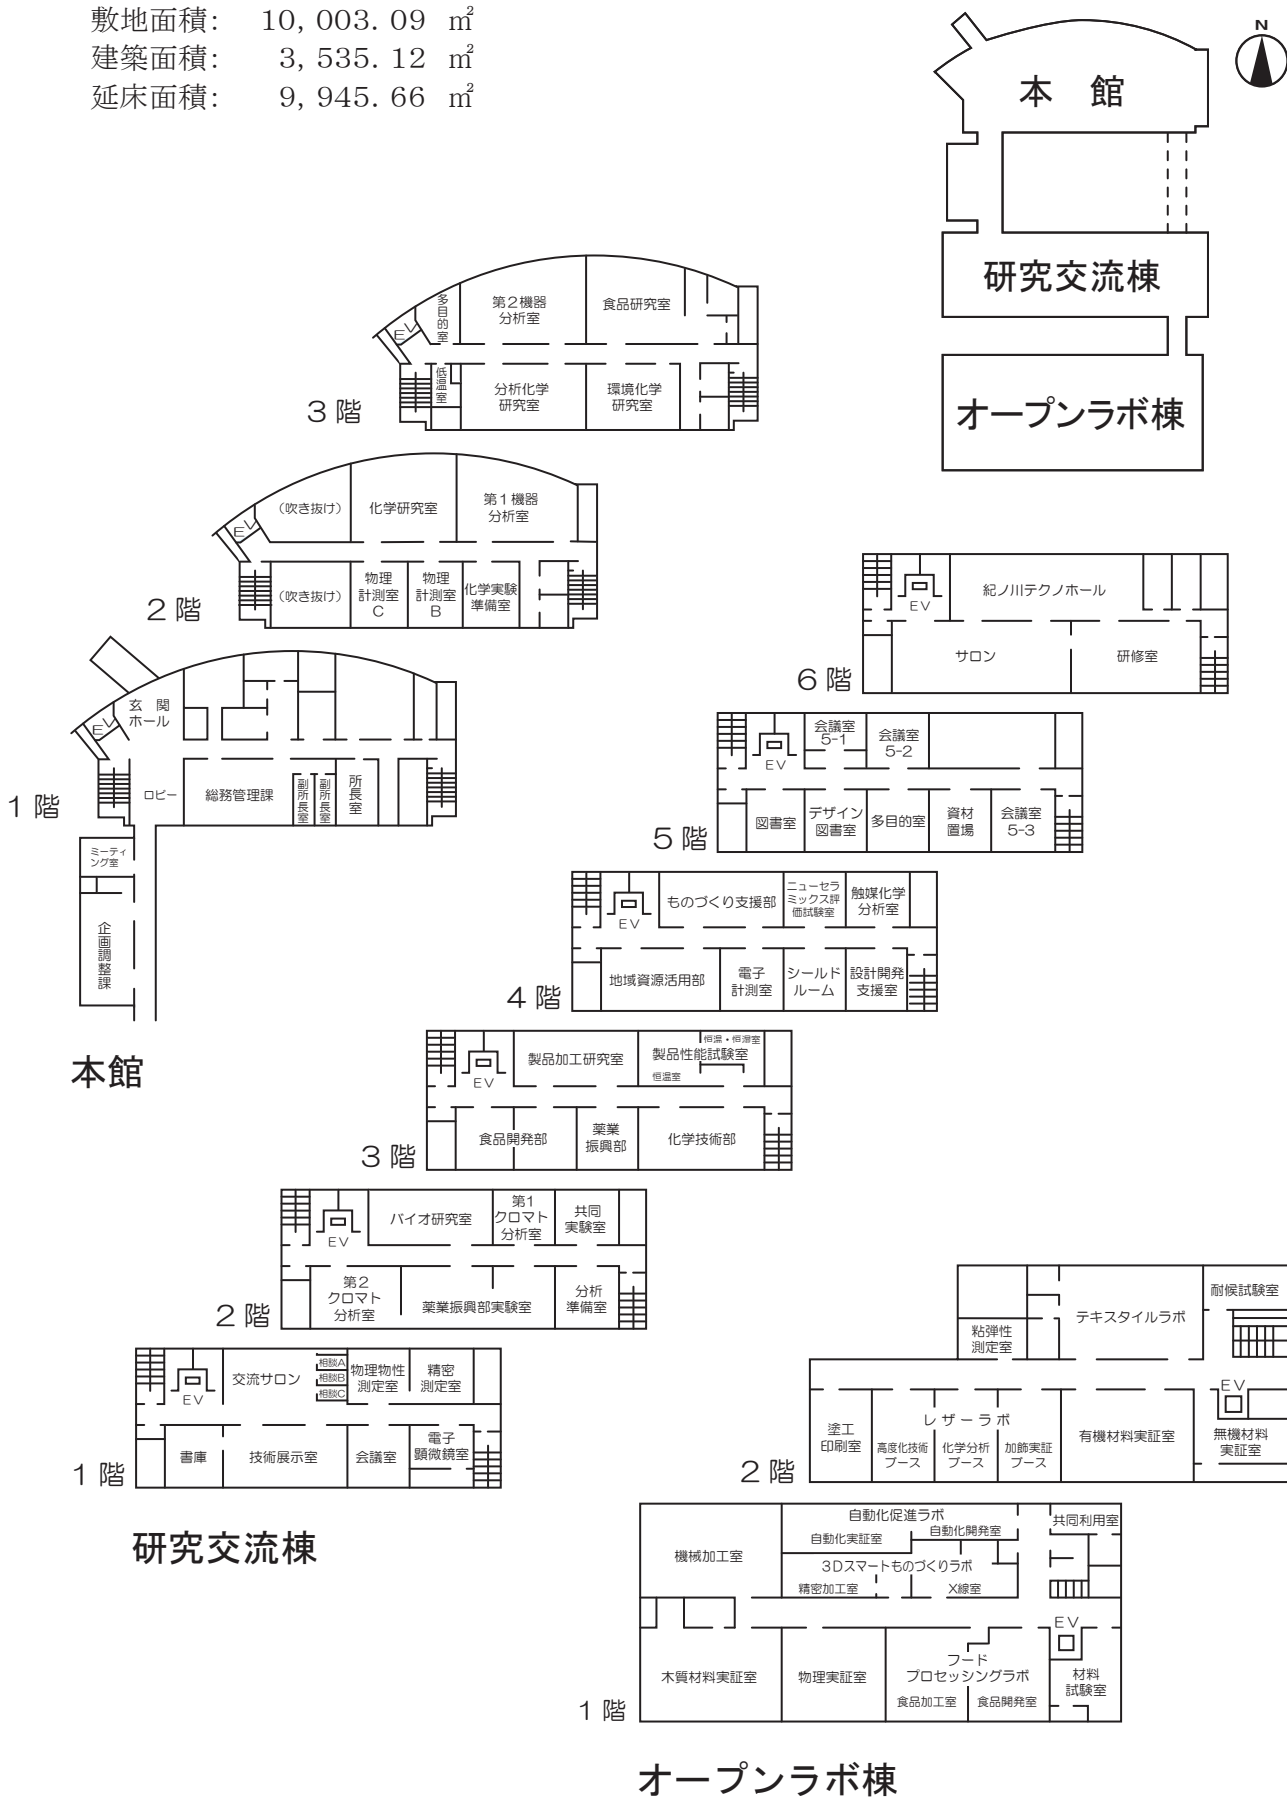 敷地面積: 10,003.09 ㎡
建築面積: 3,535.12 ㎡
延床面積: 9,945.66 ㎡
N
本 館
研究交流棟
オープンラボ棟
3階
EV
多目的室
第2機器
分析室
食品研究室
低温室
分析化学
研究室
環境化学
研究室
2階
EV
(吹き抜け)
化学研究室
第1機器
分析室
(吹き抜け)
物理
計測室
C
物理
計測室
B
化学実験
準備室
1階
EV
玄 関
ホール
ロビー
総務管理課
副所長室
副所長室
所長室
ミーティ
ング室
企画調整課
本館
6階
EV
紀ノ川テクノホール
サロン
研修室
5階
EV
会議室
5-1
会議室
5-2
図書室
デザイン
図書室
多目的室
資材
置場
会議室
5-3
4階
EV
ものづくり支援部
ニューセラ
ミックス評
価試験室
触媒化学
分析室
地域資源活用部
電子
計測室
シールド
ルーム
設計開発
支援室
3階
EV
製品加工研究室
恒温・恒湿室
製品性能試験室
恒温室
食品開発部
薬業
振興部
化学技術部
2階
EV
バイオ研究室
第1
クロマト
分析室
共同
実験室
第2
クロマト
分析室
薬業振興部実験室
分析
準備室
1階
EV
交流サロン
相談A
相談B
相談C
物理物性
測定室
精密
測定室
書庫
技術展示室
会議室
電子
顕微鏡室
研究交流棟
2階
粘弾性
測定室
テキスタイルラボ
耐候試験室
EV
塗工
印刷室
レザーラボ
高度化技術
ブース
化学分析
ブース
加飾実証
ブース
有機材料実証室
無機材料
実証室
1階
機械加工室
自動化促進ラボ
自動化実証室
自動化開発室
3Dスマートものづくりラボ
精密加工室
X線室
共同利用室
EV
木質材料実証室
物理実証室
フード
プロセッシングラボ
食品加工室
食品開発室
材料
試験室
オープンラボ棟